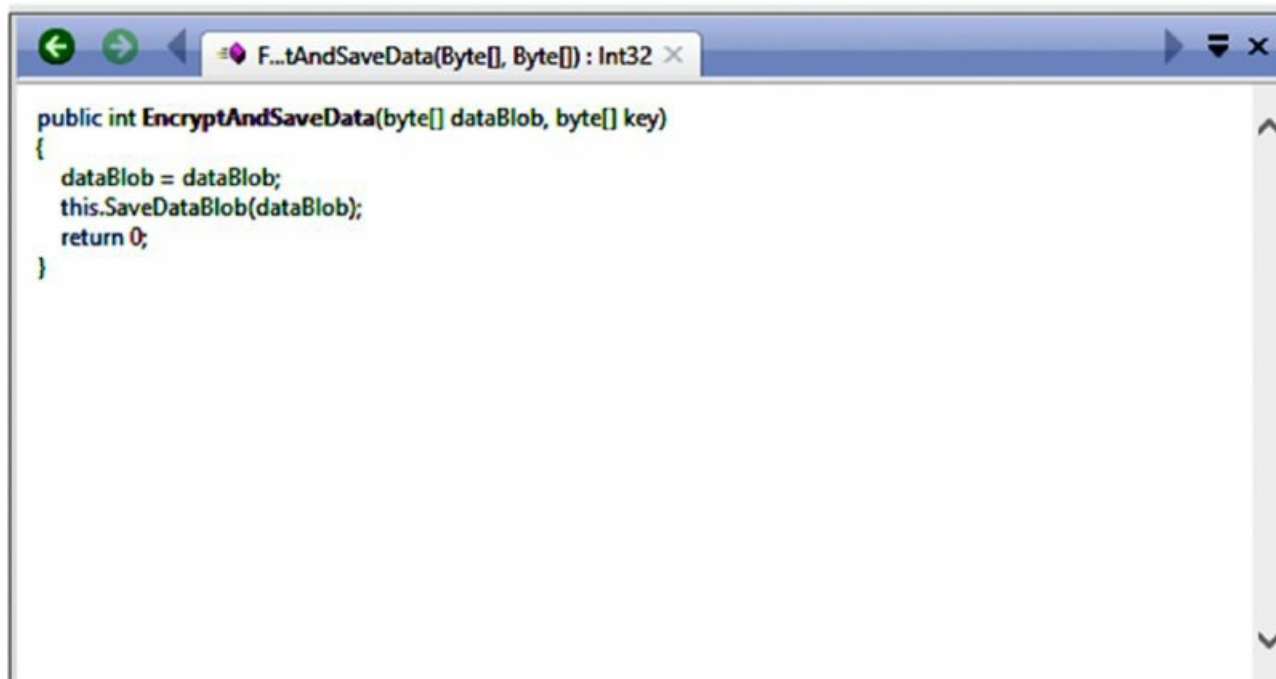 F...tAndSaveData(Byte[], Byte[]) : Int32
public int EncryptAndSaveData(byte[] dataBlob, byte[] key)
{
dataBlob = dataBlob;
this.SaveDataBlob(dataBlob);
return 0;
}